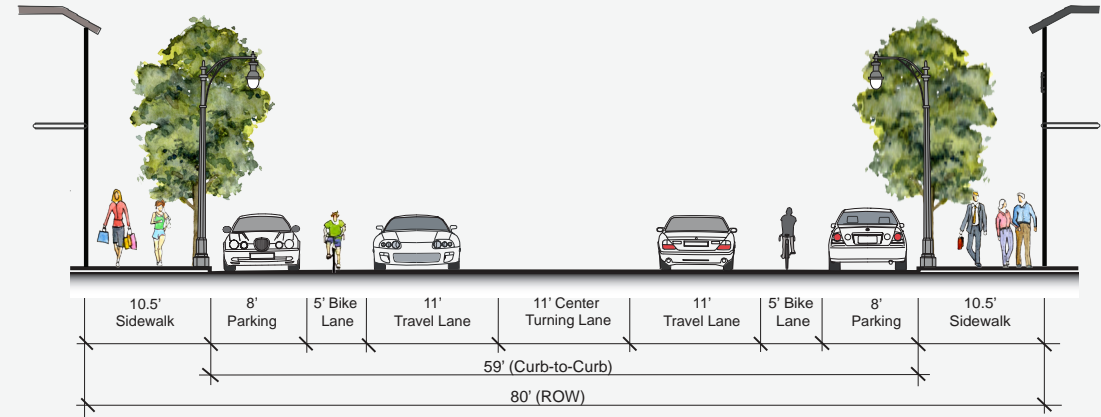 10.5’
Sidewalk
8’
Parking
5’ Bike
Lane
11’
Travel Lane
11’ Center
Turning Lane
11’
Travel Lane
5’ Bike
Lane
8’
Parking
10.5’
Sidewalk
59’ (Curb-to-Curb)
80’ (ROW)